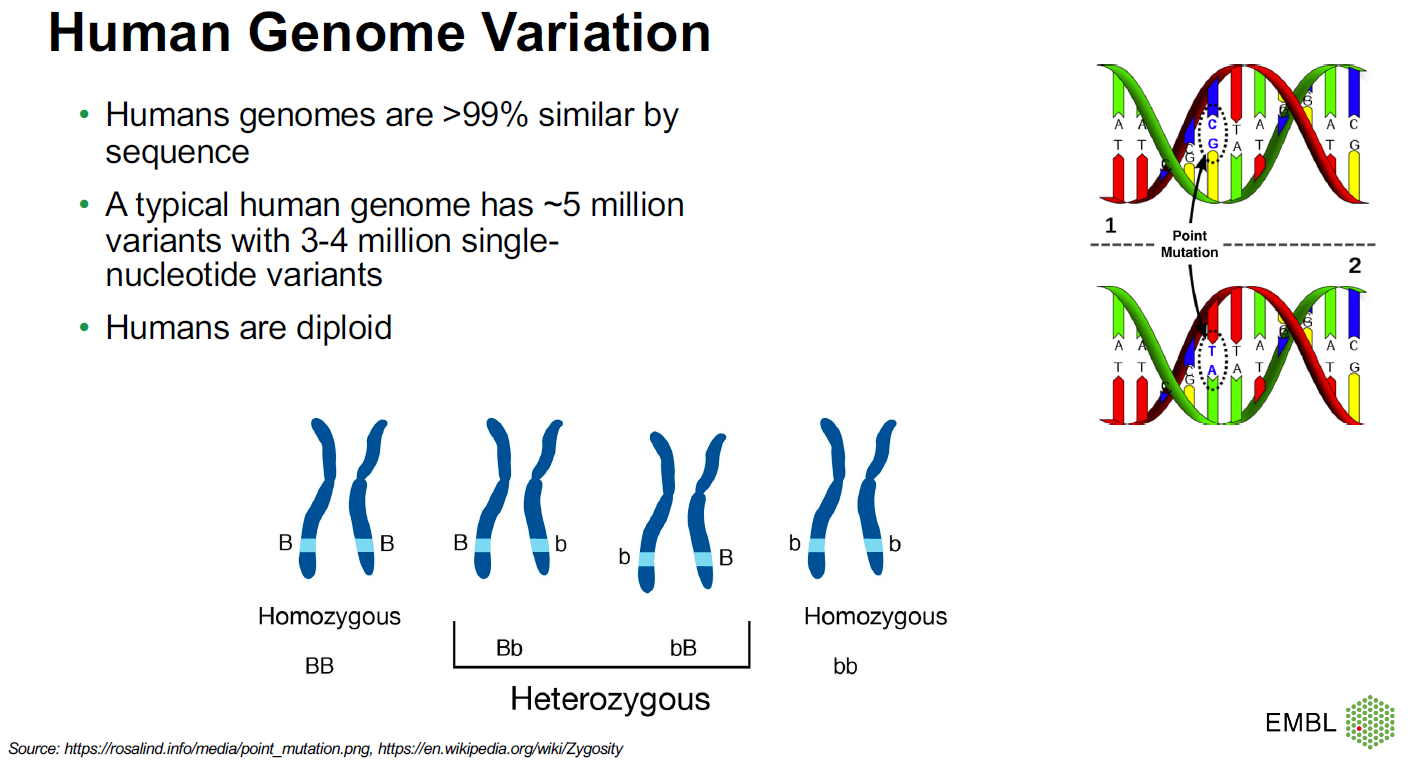 Human Genome Variation
• Humans genomes are >99% similar by
sequence
• A typical human genome has ~5 million
variants with 3-4 million single-
nucleotide variants
• Humans are diploid
A A C T A G A C
T T G G A T T G
C
G
1
Point
Mutation
2
A A T T A G A C
T T G A A T T G
C
G
B B
B b
b B
b b
Homozygous
Homozygous
Bb bB
BB
bb
Heterozygous
EMBL
Source: https://rosalind.info/media/point_mutation.png, https://en.wikipedia.org/wiki/Zygosity